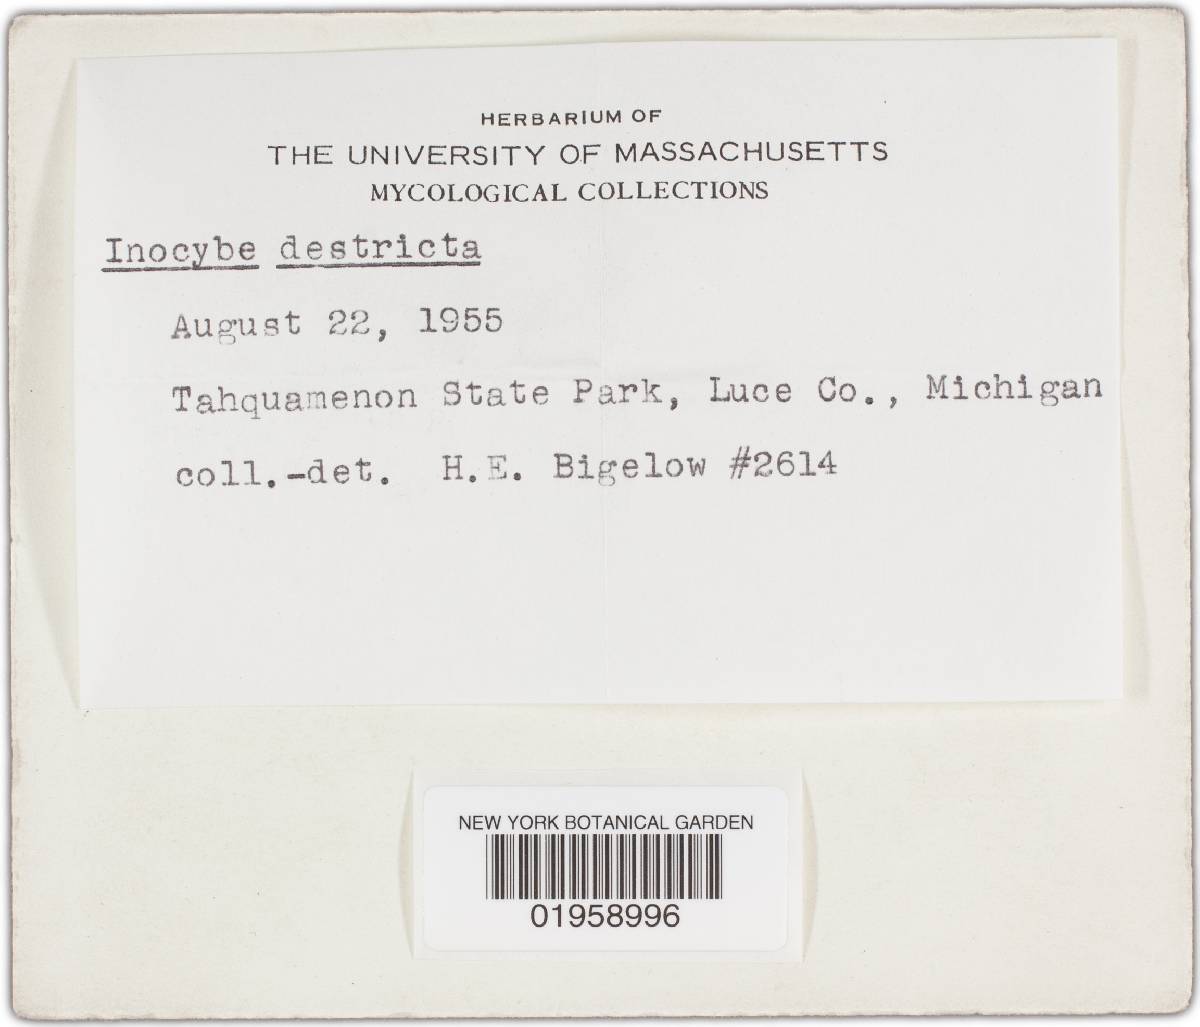 HERBARIUM OF
THE UNIVERSITY OF MASSACHUSETTS
MYCOLOGICAL COLLECTIONS
Inocybe destricta
August 22, 1955
Tahquamenon State Park, Luce Co., Michigan
coll.-det. H.E. Bigelow #2614
NEW YORK BOTANICAL GARDEN
01958996